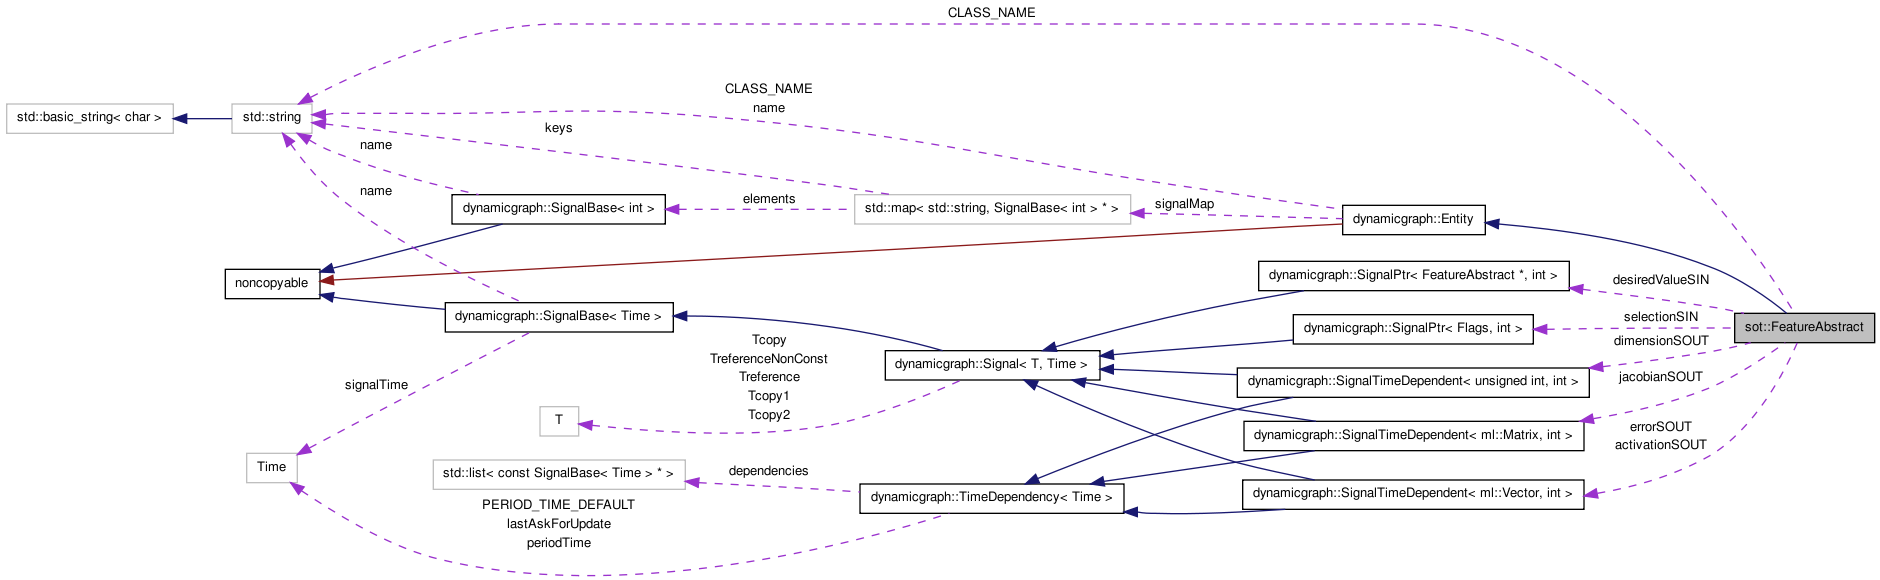 CLASS_NAME
CLASS_NAME
name
std::basic_string< char >
std::string
keys
name
name
dynamicgraph::SignalBase< int >
elements
std::map< std::string, SignalBase< int > * >
signalMap
dynamicgraph::Entity
noncopyable
dynamicgraph::SignalPtr< FeatureAbstract *, int >
desiredValueSIN
dynamicgraph::SignalBase< Time >
dynamicgraph::SignalPtr< Flags, int >
selectionSIN
sot::FeatureAbstract
Tcopy
TreferenceNonConst
Treference
Tcopy1
Tcopy2
dynamicgraph::Signal< T, Time >
dimensionSOUT
signalTime
dynamicgraph::SignalTimeDependent< unsigned int, int >
jacobianSOUT
T
dynamicgraph::SignalTimeDependent< ml::Matrix, int >
errorSOUT
activationSOUT
Time
std::list< const SignalBase< Time > * >
dependencies
dynamicgraph::TimeDependency< Time >
dynamicgraph::SignalTimeDependent< ml::Vector, int >
PERIOD_TIME_DEFAULT
lastAskForUpdate
periodTime